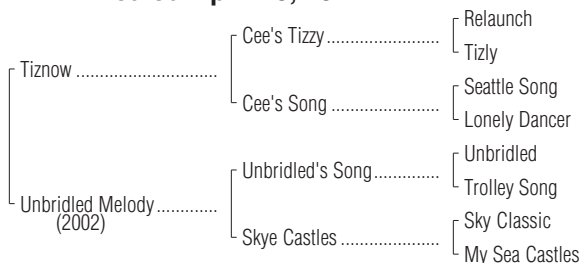 Relaunch
Cee's Tizzy ........................
Tizly
Tiznow ..............................
Seattle Song
Cee's Song .......................
Lonely Dancer
Unbridled
Unbridled's Song...............
Trolley Song
Unbridled Melody.............
(2002)
Sky Classic
Skye Castles .....................
My Sea Castles